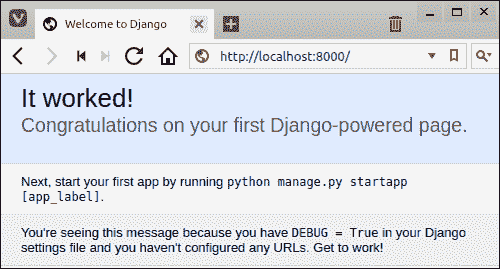 Welcome to Django
http://localhost:8000/
It worked!
Congratulations on your first Django-powered page.
Next, start your first app by running python manage.py startapp
[app_label].
You're seeing this message because you have DEBUG = True in your Django
settings file and you haven't configured any URLs. Get to work!